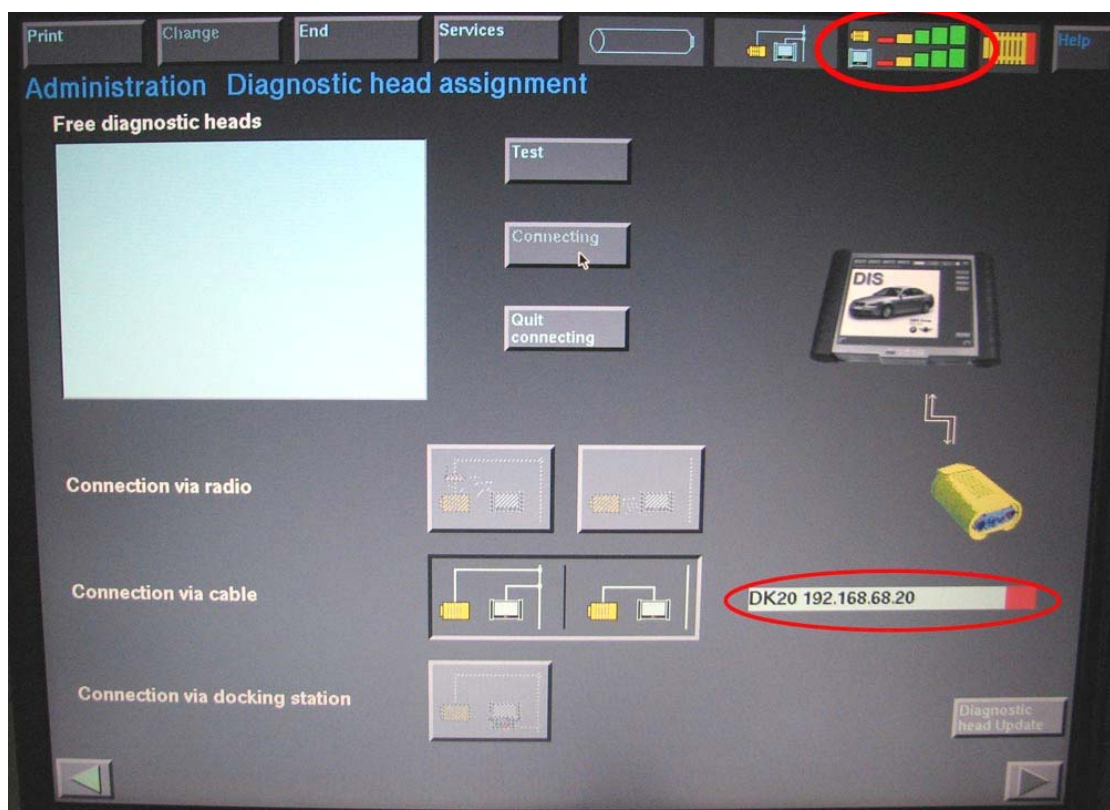 Print
Change
End
Services
Help
Administration Diagnostic head assignment
Free diagnostic heads
Test
Connecting
Quit
connecting
DIS
Connection via radio
Connection via cable
DK20 192.168.68.20
Connection via docking station
Diagnostic
head Update